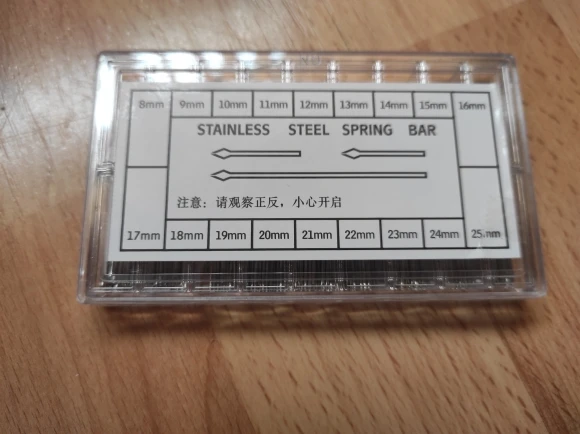 8mm 9mm 10mm 11mm 12mm 13mm 14mm 15mm 16mm
STAINLESS STEEL SPRING BAR
注意：请观察正反，小心开启
17mm 18mm 19mm 20mm 21mm 22mm 23mm 24mm 25mm